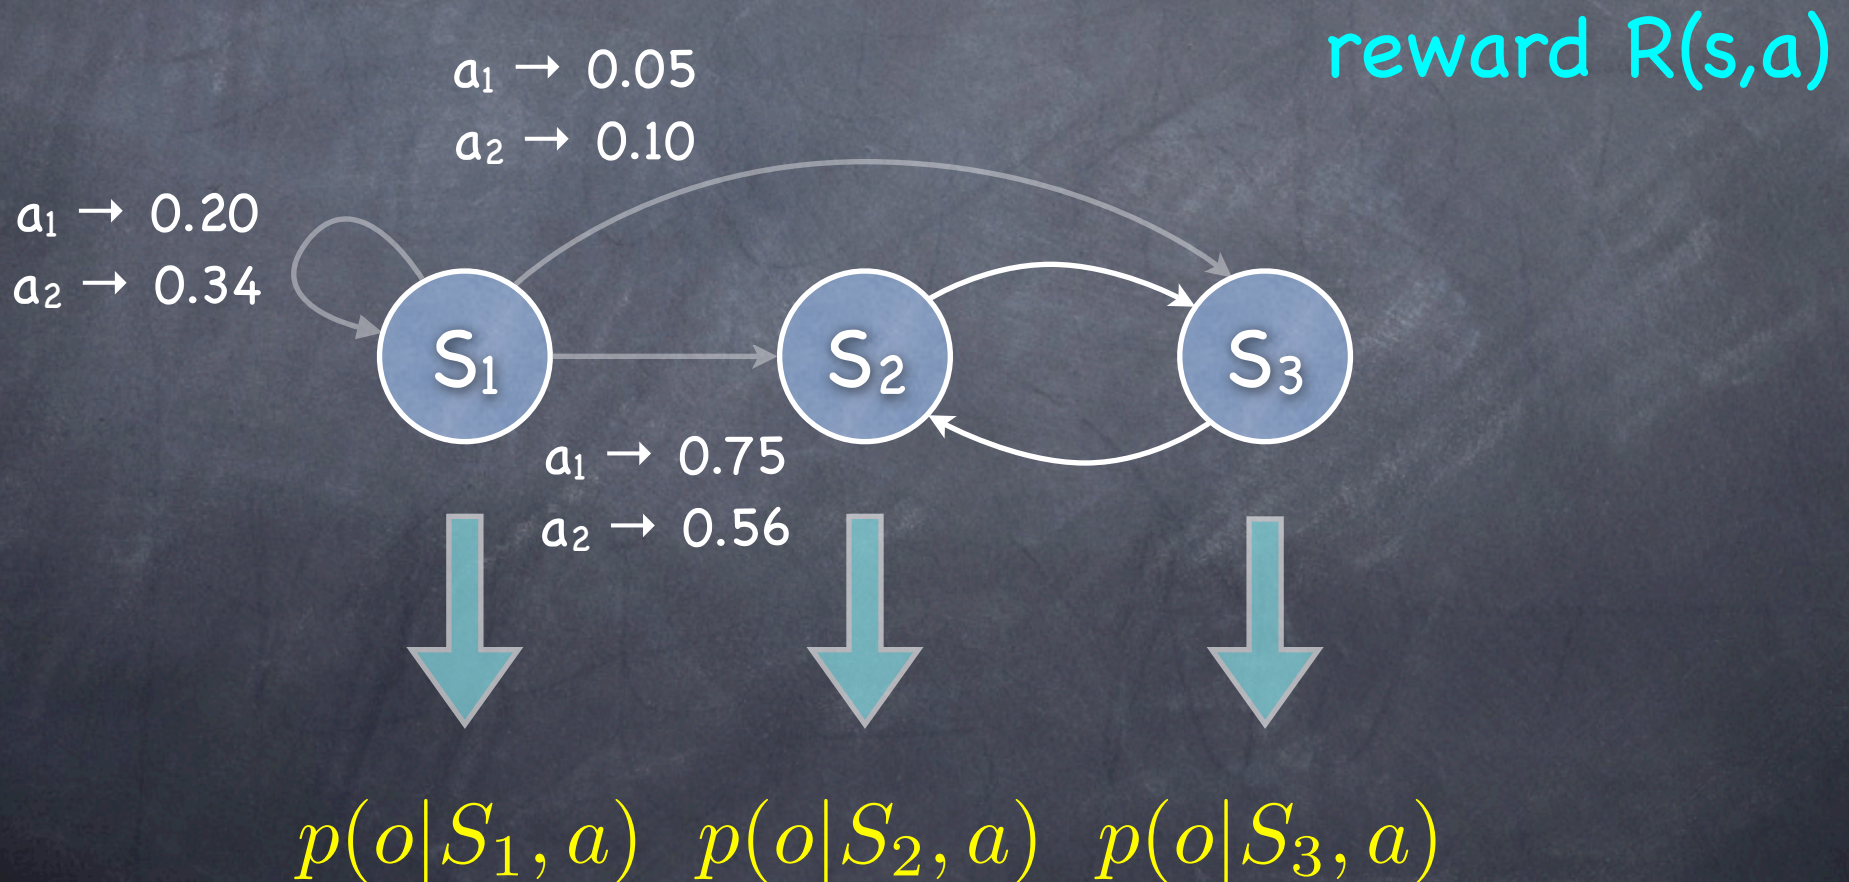 reward R(s,a)
a₁ → 0.05
a₂ → 0.10
a₁ → 0.20
a₂ → 0.34
S₁
S₂
S₃
a₁ → 0.75
a₂ → 0.56
p(o|S₁, a)
p(o|S₂, a)
p(o|S₃, a)